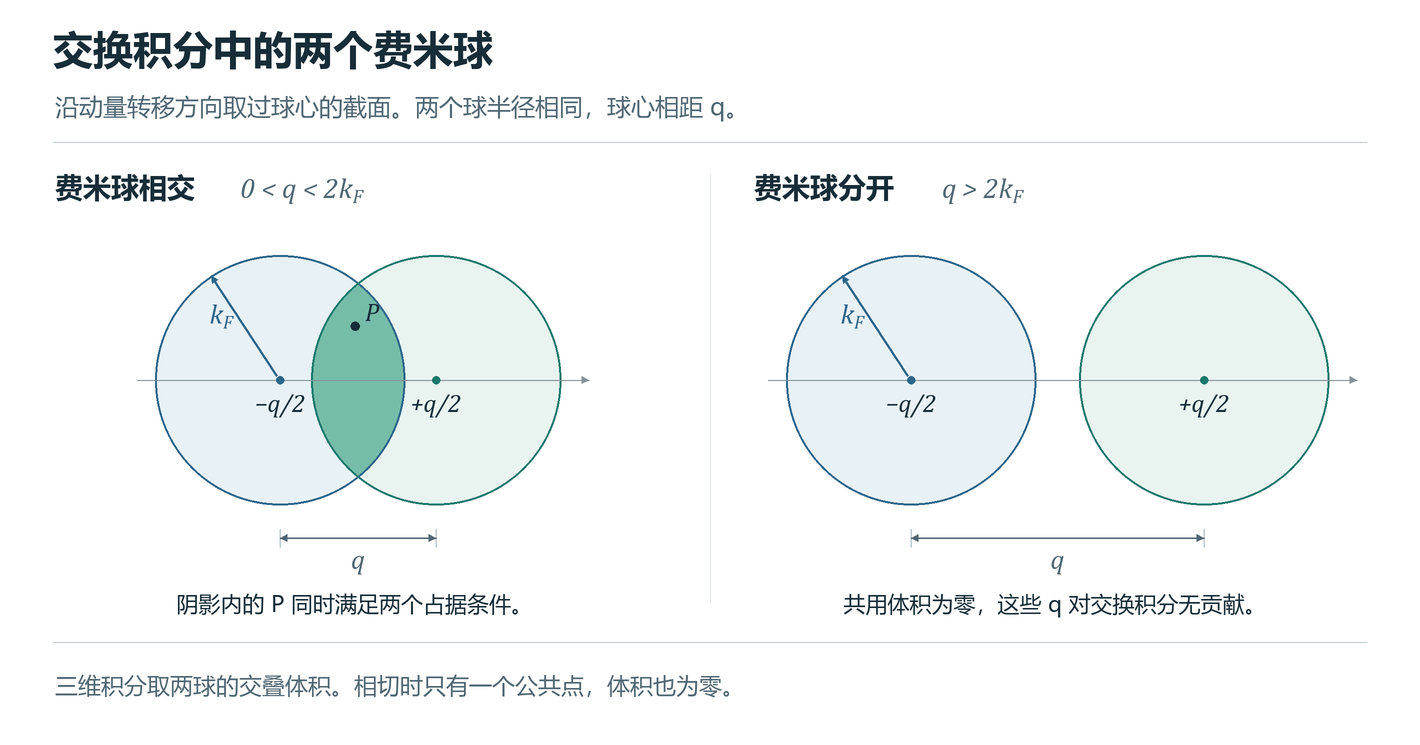 交换积分中的两个费米球
沿动量转移方向取过球心的截面。两个球半径相同，球心相距 q。
费米球相交 0 < q < 2k_F
k_F
P
−q/2
+q/2
q
阴影内的 P 同时满足两个占据条件。
费米球分开 q > 2k_F
k_F
−q/2
+q/2
q
共用体积为零，这些 q 对交换积分无贡献。
三维积分取两球的交叠体积。相切时只有一个公共点，体积也为零。